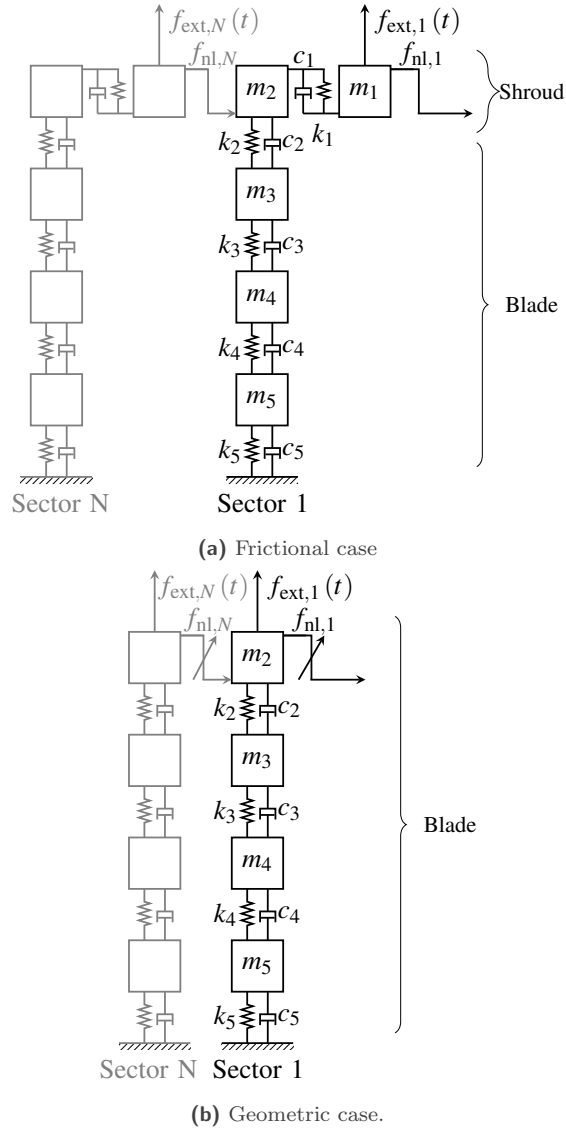 f_ext,N (t) f_ext,1 (t)
f_nl,N c_1 f_nl,1
m_2 m_1 Shroud
k_1
k_2 c_2
m_3
k_3 c_3
m_4 Blade
k_4 c_4
m_5
k_5 c_5
Sector N Sector 1
(a) Frictional case
f_ext,N (t) f_ext,1 (t)
f_nl,N f_nl,1
m_2
k_2 c_2
m_3
k_3 c_3 Blade
m_4
k_4 c_4
m_5
k_5 c_5
Sector N Sector 1
(b) Geometric case.